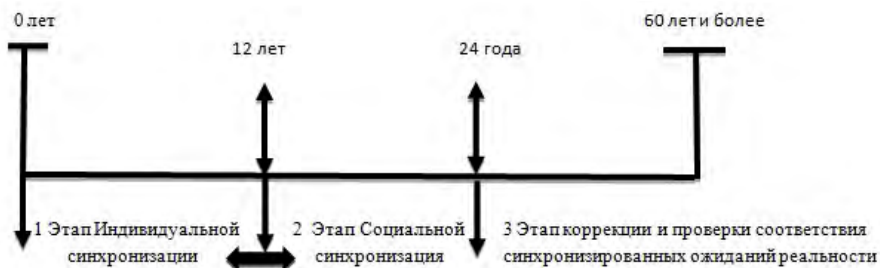 0 лет
60 лет и более
12 лет
24 года
1 Этап Индивидуальной
синхронизации
2 Этап Социальной
синхронизация
3 Этап коррекции и проверки соответствия
синхронизированных ожиданий реальности